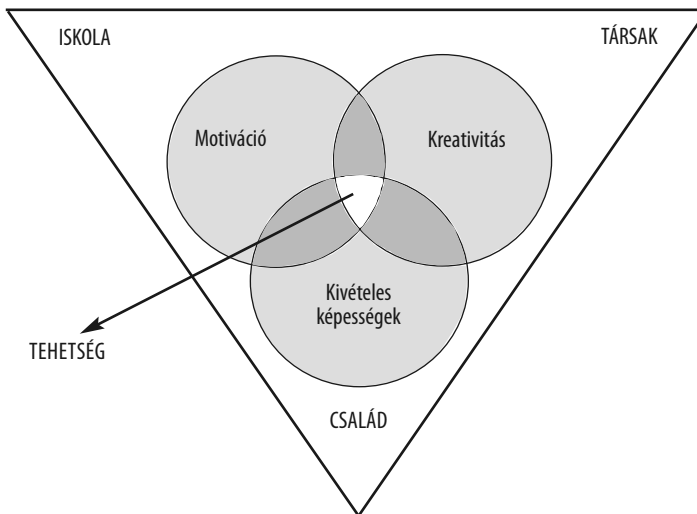 ISKOLA
TÁRSAK
Motiváció
Kreativitás
Kivételes
képességek
TEHETSÉG
CSALÁD